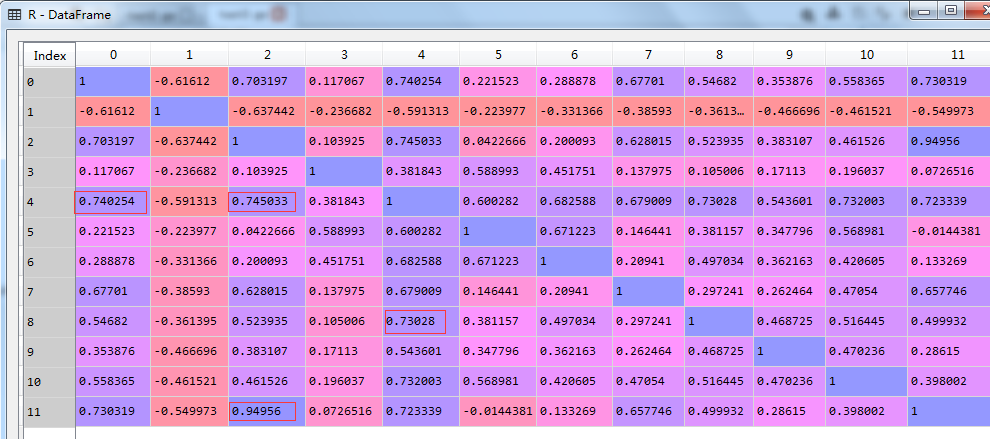 R - DataFrame
Index 0 1 2 3 4 5 6 7 8 9 10 11
0 1 -0.61612 0.703197 0.117067 0.740254 0.221523 0.288878 0.67701 0.54682 0.353876 0.558365 0.730319
1 -0.61612 1 -0.637442 -0.236682 -0.591313 -0.223977 -0.331366 -0.38593 -0.3613… -0.466696 -0.461521 -0.549973
2 0.703197 -0.637442 1 0.103925 0.745033 0.0422666 0.200093 0.628015 0.523935 0.383107 0.461526 0.94956
3 0.117067 -0.236682 0.103925 1 0.381843 0.588993 0.451751 0.137975 0.105006 0.17113 0.196037 0.0726516
4 0.740254 -0.591313 0.745033 0.381843 1 0.600282 0.682588 0.679009 0.73028 0.543601 0.732003 0.723339
5 0.221523 -0.223977 0.0422666 0.588993 0.600282 1 0.671223 0.146441 0.381157 0.347796 0.568981 -0.0144381
6 0.288878 -0.331366 0.200093 0.451751 0.682588 0.671223 1 0.20941 0.497034 0.362163 0.420605 0.133269
7 0.67701 -0.38593 0.628015 0.137975 0.679009 0.146441 0.20941 1 0.297241 0.262464 0.47054 0.657746
8 0.54682 -0.361395 0.523935 0.105006 0.73028 0.381157 0.497034 0.297241 1 0.468725 0.516445 0.499932
9 0.353876 -0.466696 0.383107 0.17113 0.543601 0.347796 0.362163 0.262464 0.468725 1 0.470236 0.28615
10 0.558365 -0.461521 0.461526 0.196037 0.732003 0.568981 0.420605 0.47054 0.516445 0.470236 1 0.398002
11 0.730319 -0.549973 0.94956 0.0726516 0.723339 -0.0144381 0.133269 0.657746 0.499932 0.28615 0.398002 1